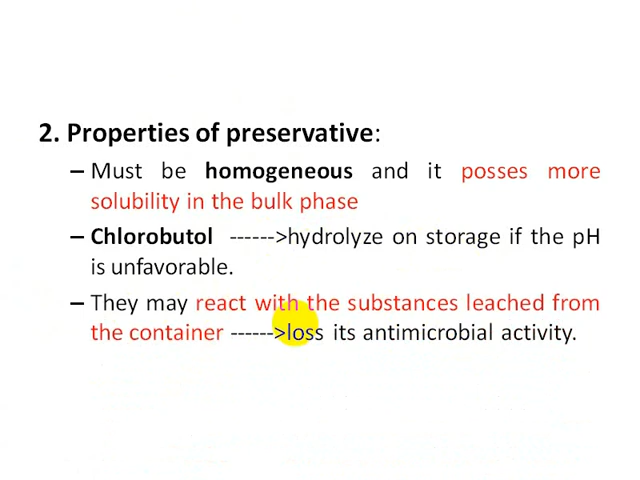 2. Properties of preservative:
– Must be homogeneous and it posses more
solubility in the bulk phase
– Chlorobutol ------>hydrolyze on storage if the pH
is unfavorable.
– They may react with the substances leached from
the container ------>loss its antimicrobial activity.